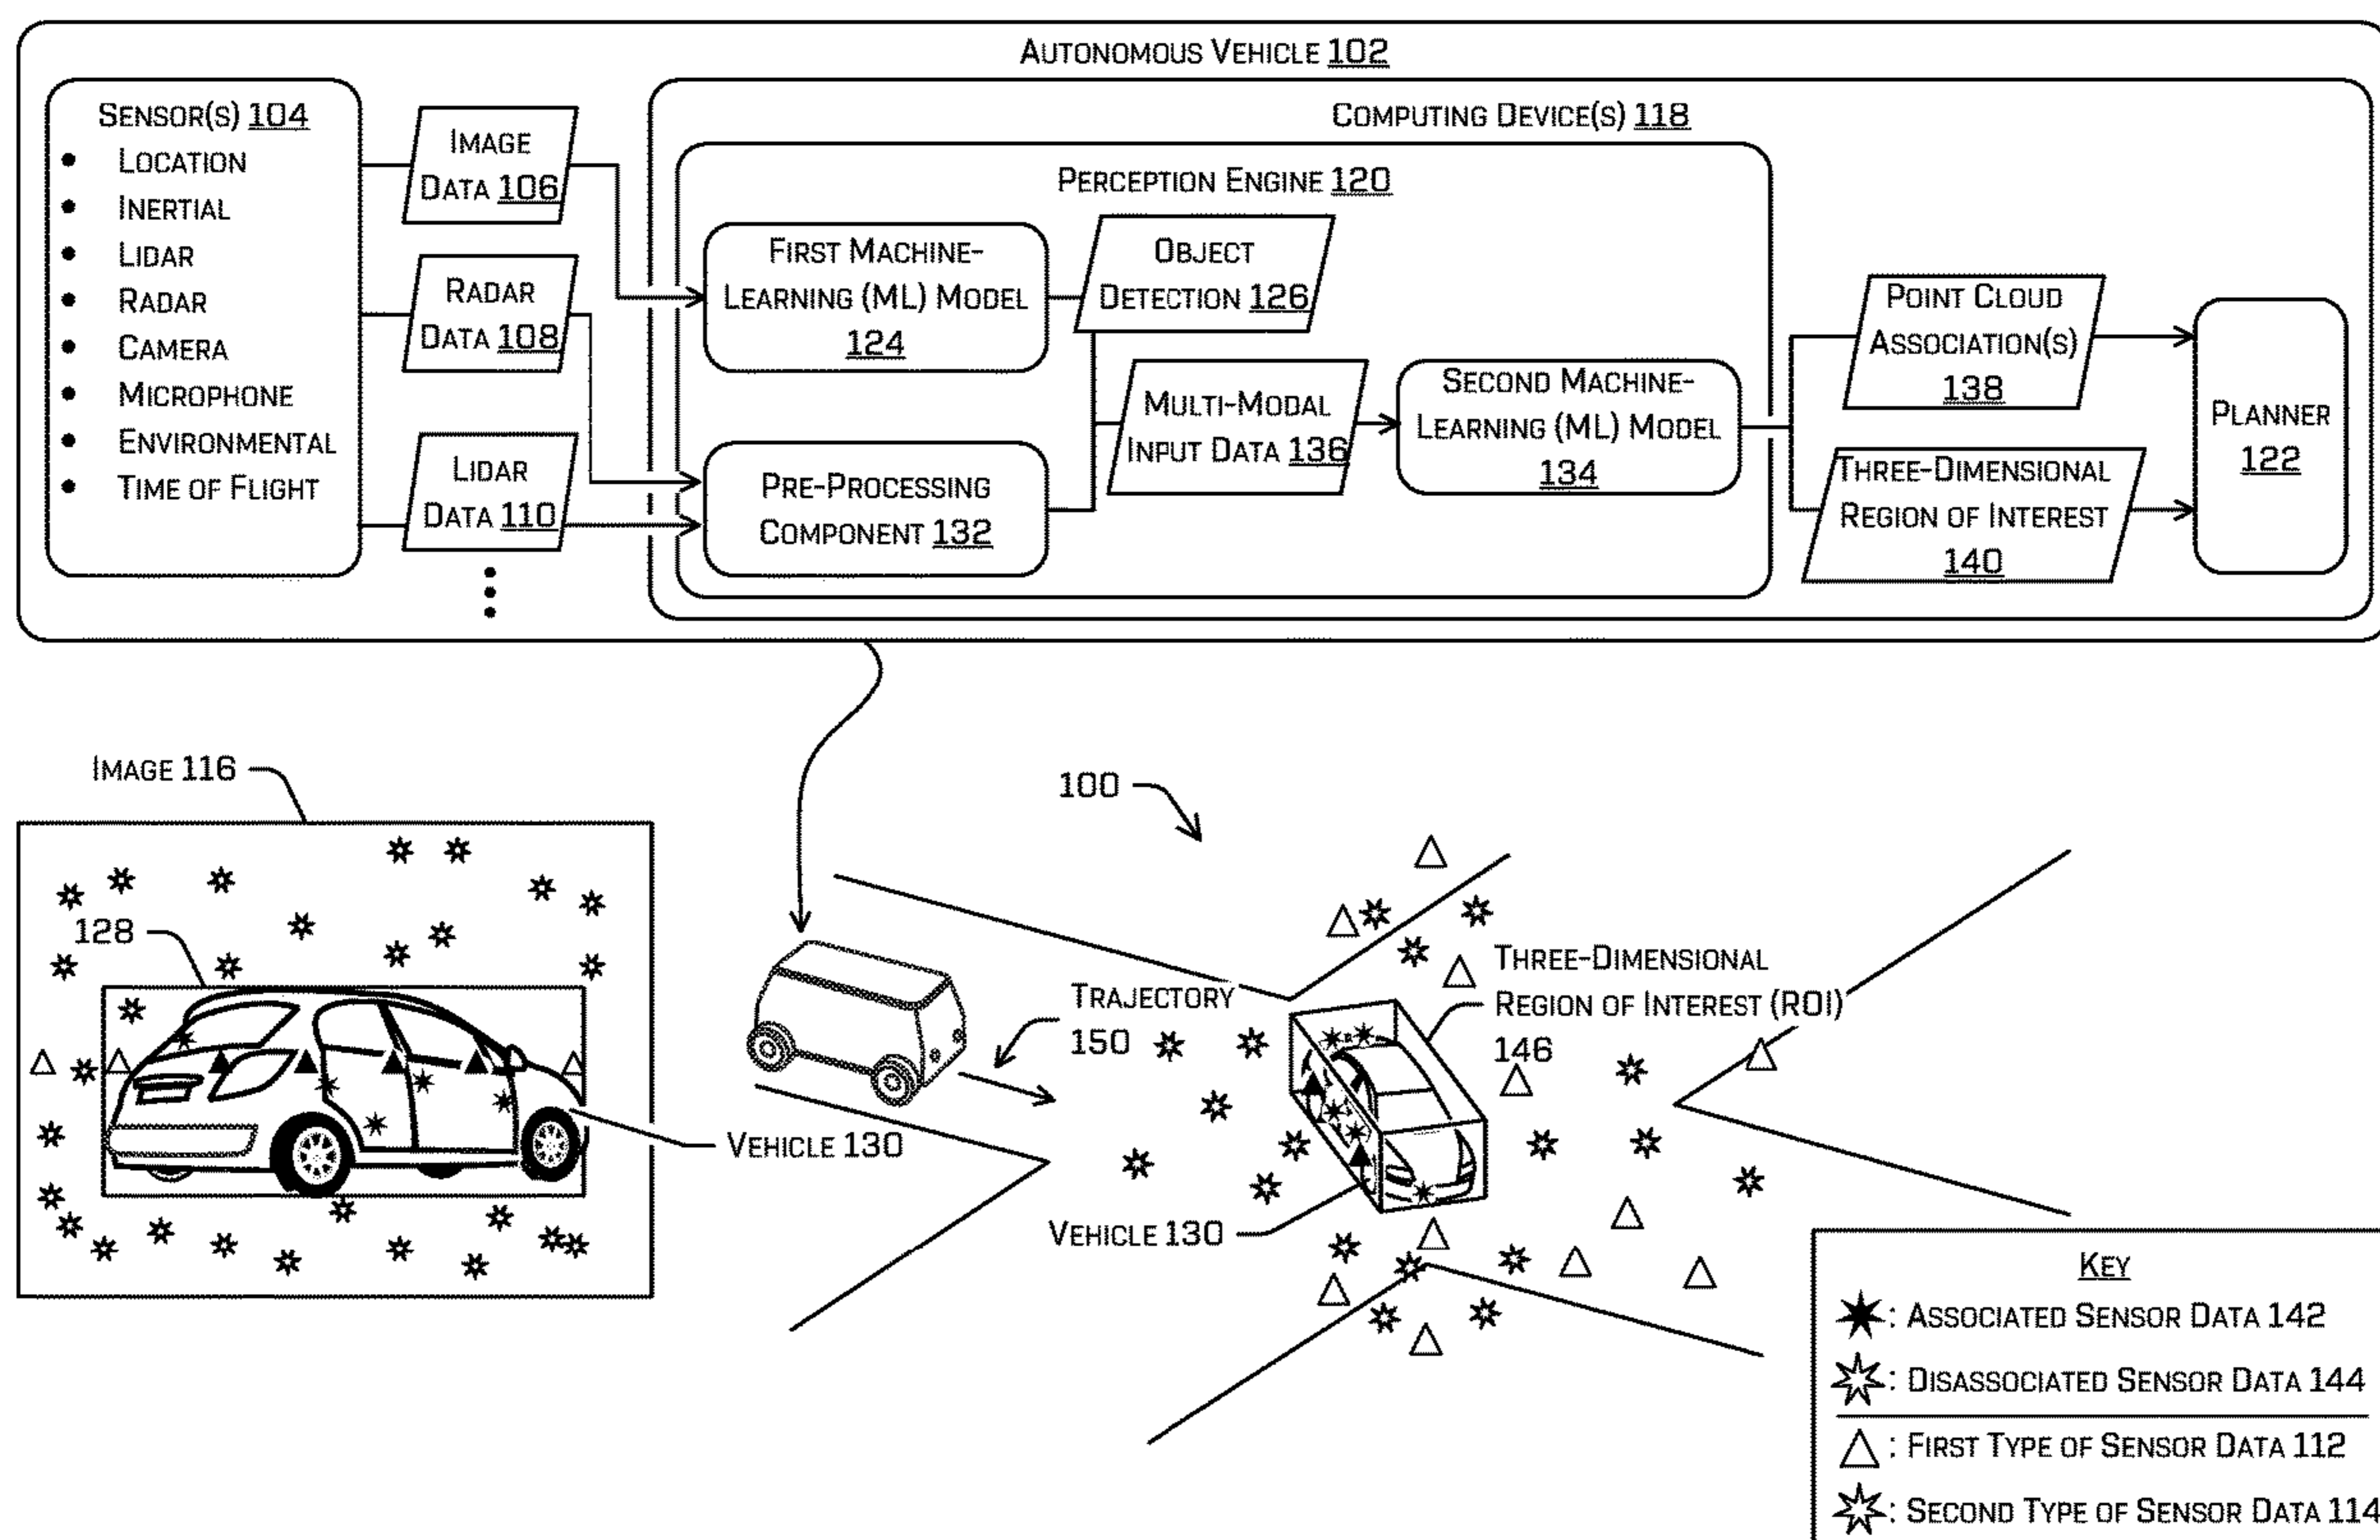 AUTONOMOUS VEHICLE 102
SENSOR(S) 104
• LOCATION
• INERTIAL
• LIDAR
• RADAR
• CAMERA
• MICROPHONE
• ENVIRONMENTAL
• TIME OF FLIGHT
IMAGE
DATA 106
RADAR
DATA 108
LIDAR
DATA 110
COMPUTING DEVICE(S) 118
PERCEPTION ENGINE 120
FIRST MACHINE-
LEARNING (ML) MODEL
124
OBJECT
DETECTION 126
PRE-PROCESSING
COMPONENT 132
MULTI-MODAL
INPUT DATA 136
SECOND MACHINE-
LEARNING (ML) MODEL
134
POINT CLOUD
ASSOCIATION(S)
138
THREE-DIMENSIONAL
REGION OF INTEREST
140
PLANNER
122
IMAGE 116
128
VEHICLE 130
100
TRAJECTORY
150
THREE-DIMENSIONAL
REGION OF INTEREST (ROI)
146
VEHICLE 130
KEY
: ASSOCIATED SENSOR DATA 142
: DISASSOCIATED SENSOR DATA 144
: FIRST TYPE OF SENSOR DATA 112
: SECOND TYPE OF SENSOR DATA 114